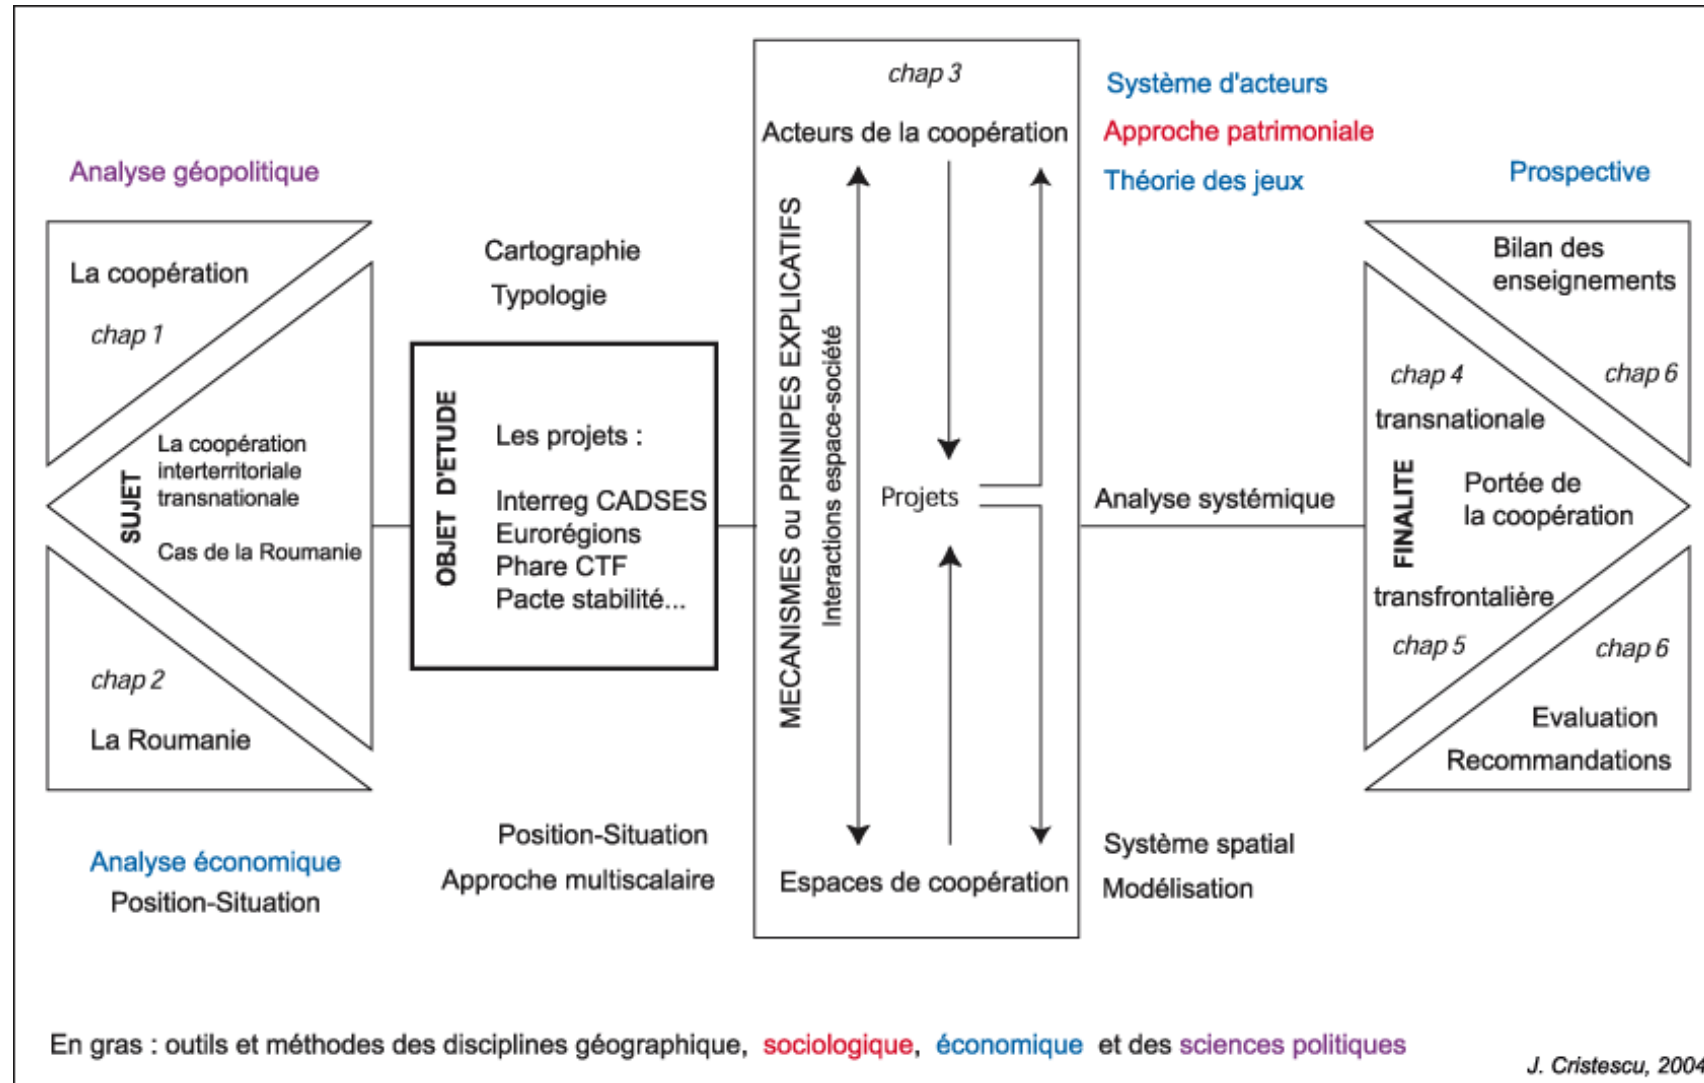 Analyse géopolitique
La coopération
chap 1
SUJET
La coopération
interterritoriale
transnationale
Cas de la Roumanie
chap 2
La Roumanie
Analyse économique
Position-Situation
Cartographie
Typologie
OBJET D'ETUDE
Les projets :
Interreg CADSES
Eurorégions
Phare CTF
Pacte stabilité...
Position-Situation
Approche multiscalaire
chap 3
Acteurs de la coopération
MECANISMES ou PRINIPES EXPLICATIFS
Interactions espace-société
Projets
Espaces de coopération
Système d'acteurs
Approche patrimoniale
Théorie des jeux
Analyse systémique
Système spatial
Modélisation
Prospective
Bilan des
enseignements
chap 6
chap 4
transnationale
FINALITE
Portée de
la coopération
transfrontalière
chap 5
chap 6
Evaluation
Recommandations
En gras : outils et méthodes des disciplines géographique, sociologique, économique et des sciences politiques
J. Cristescu, 2004